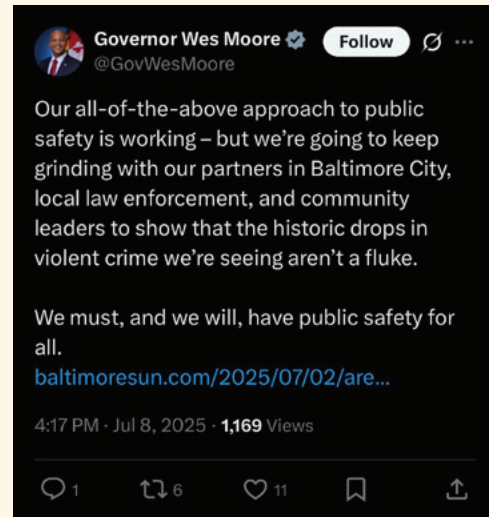 Governor Wes Moore
Follow
@GovWesMoore
Our all-of-the-above approach to public
safety is working – but we're going to keep
grinding with our partners in Baltimore City,
local law enforcement, and community
leaders to show that the historic drops in
violent crime we're seeing aren't a fluke.
We must, and we will, have public safety for
all.
baltimoresun.com/2025/07/02/are...
4:17 PM · Jul 8, 2025 · 1,169 Views
1 6 11